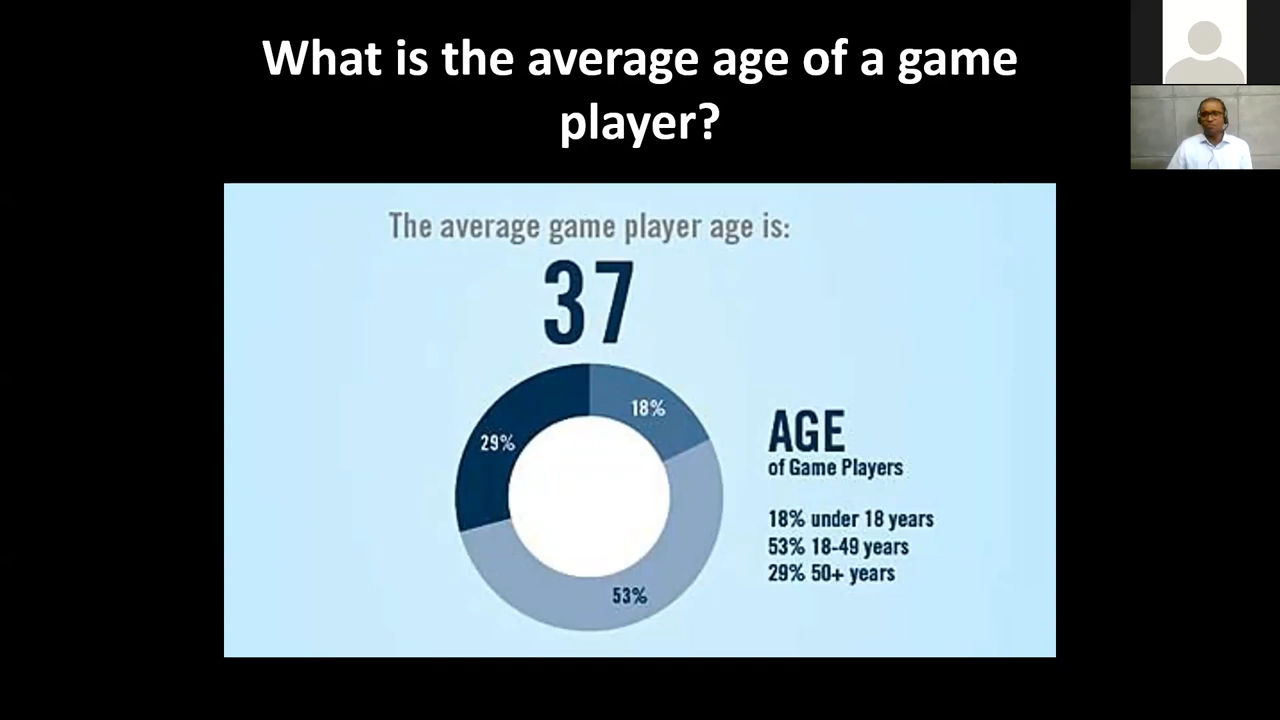 What is the average age of a game
player?
The average game player age is:
37
18%
29%
53%
AGE
of Game Players
18% under 18 years
53% 18-49 years
29% 50+ years